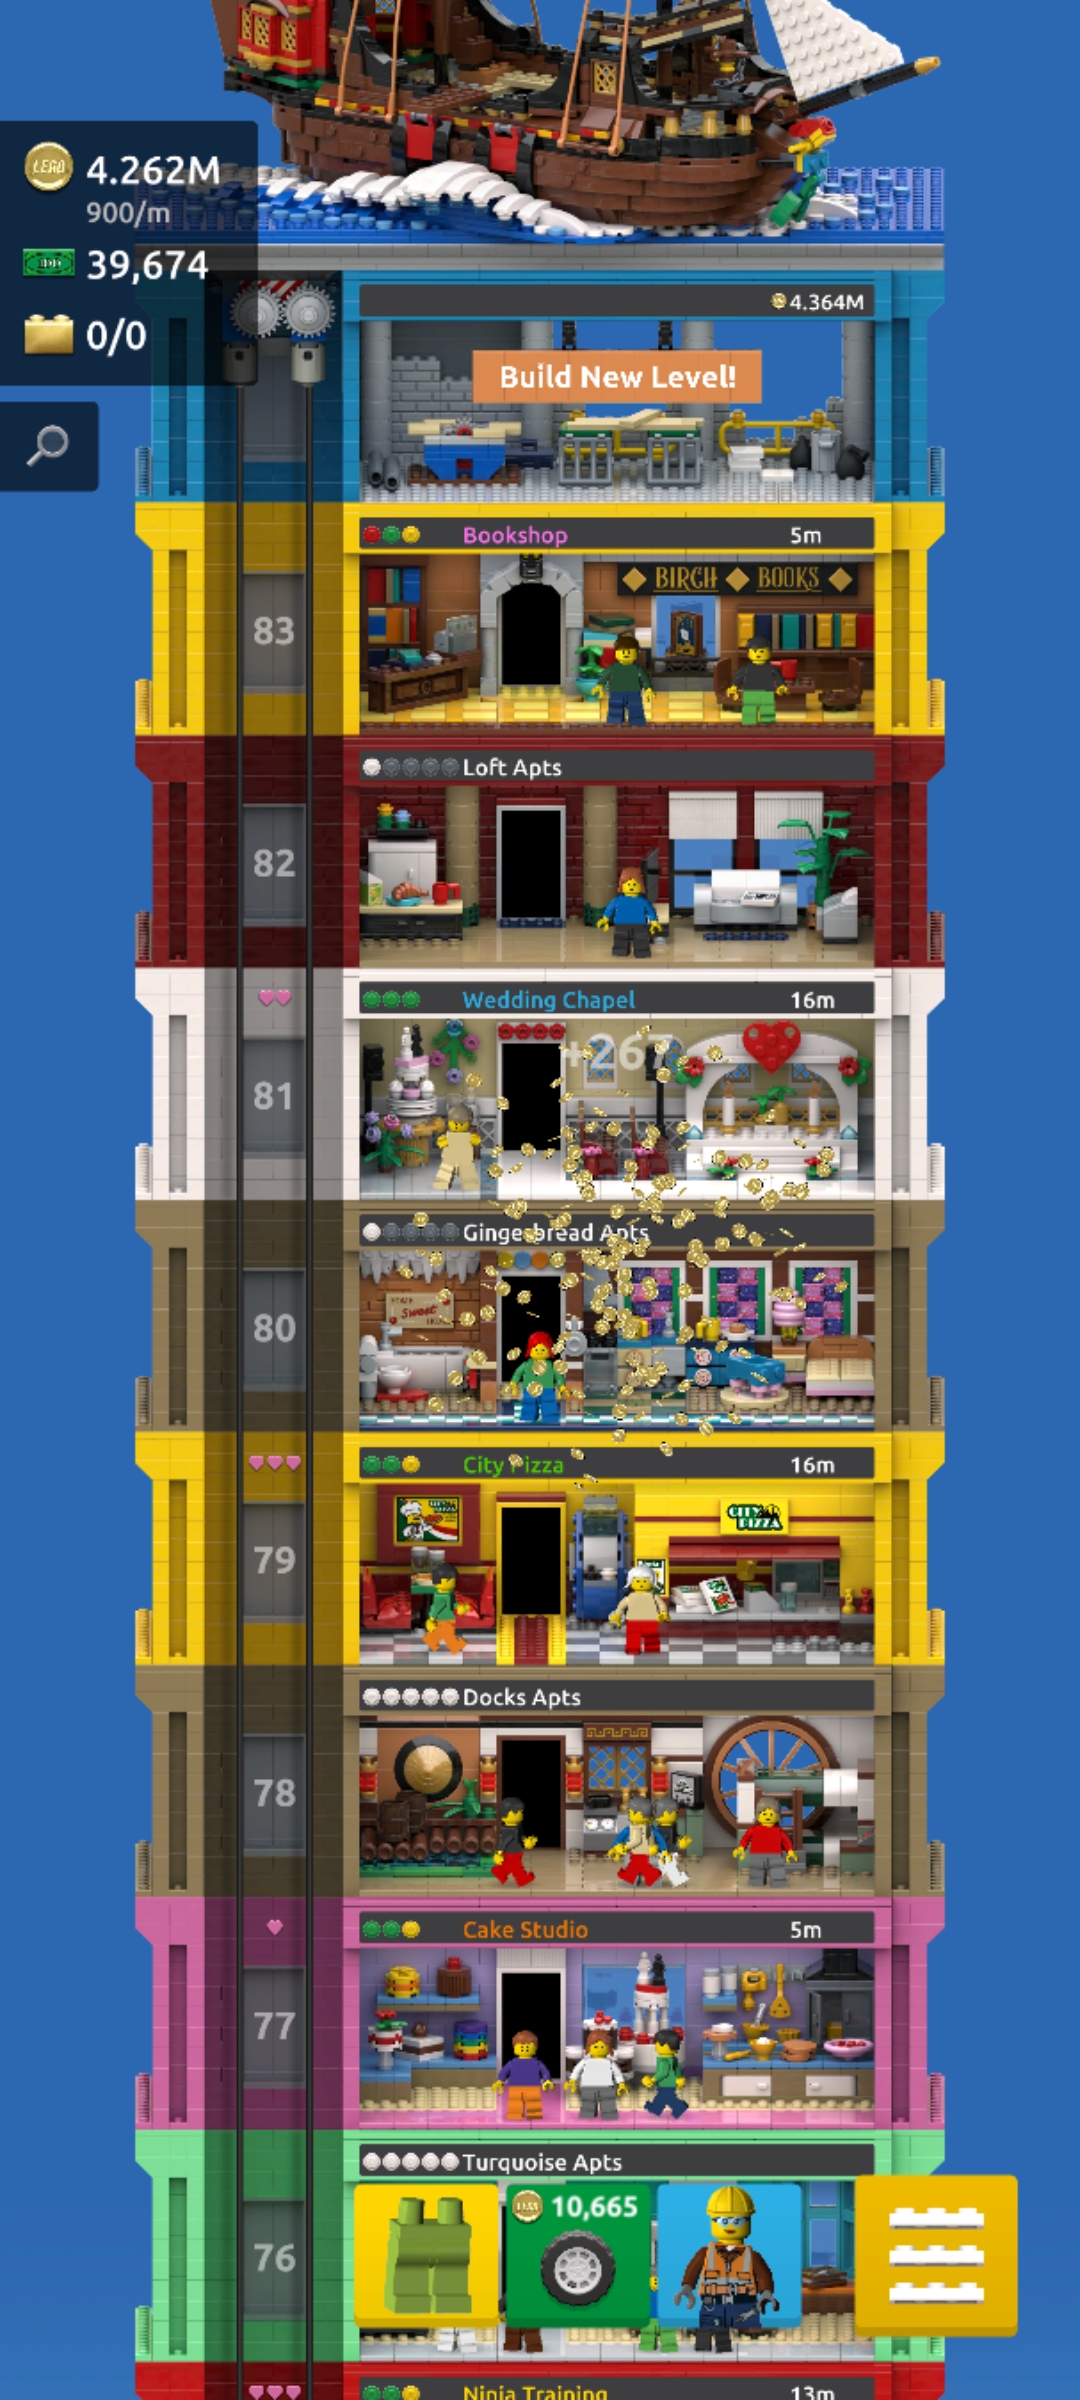 LEGO 4.262M
900/m
39,674
0/0
4.364M
Build New Level!
Bookshop 5m
BIRCH BOOKS
83
Loft Apts
82
Wedding Chapel 16m
+267
81
Gingerbread Apts
Sweet
80
City Pizza 16m
CITY PIZZA
79
Docks Apts
78
Cake Studio 5m
77
Turquoise Apts
10,665
76
Ninja Training 13m